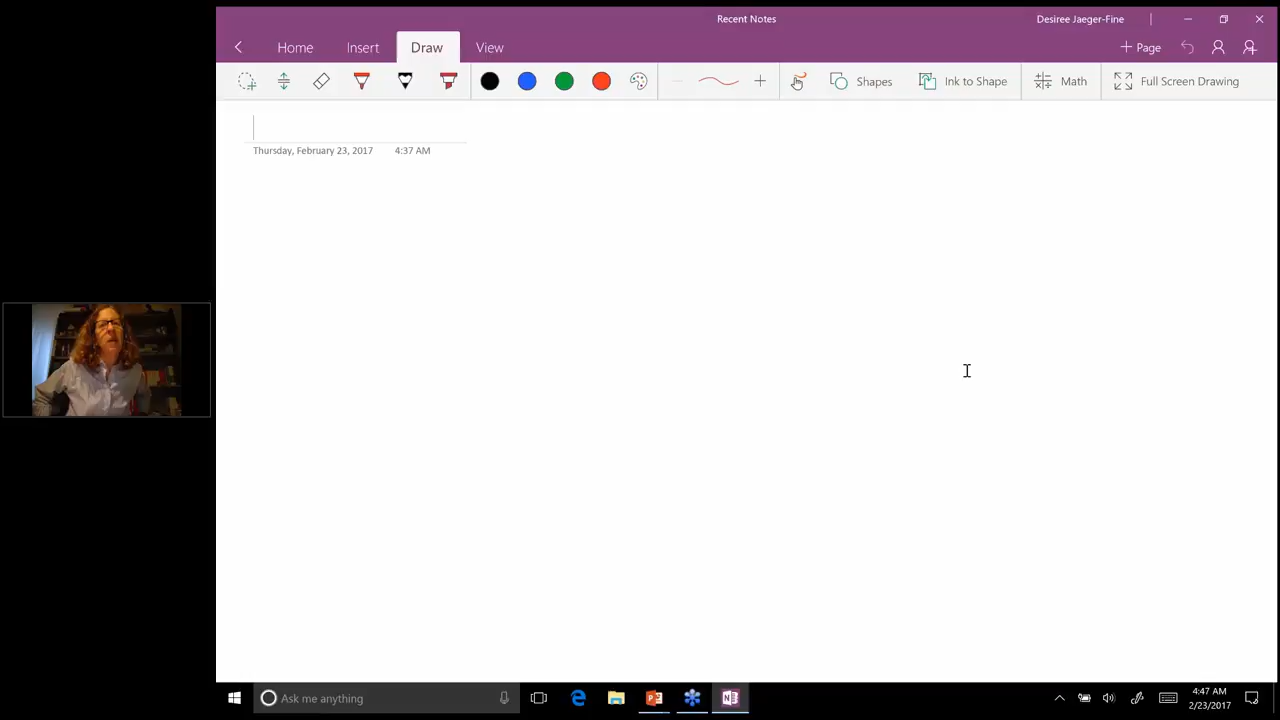 Recent Notes
Desiree Jaeger-Fine
Home Insert Draw View
Page
Shapes Ink to Shape Math Full Screen Drawing
Thursday, February 23, 2017 4:37 AM
Ask me anything
4:47 AM
2/23/2017